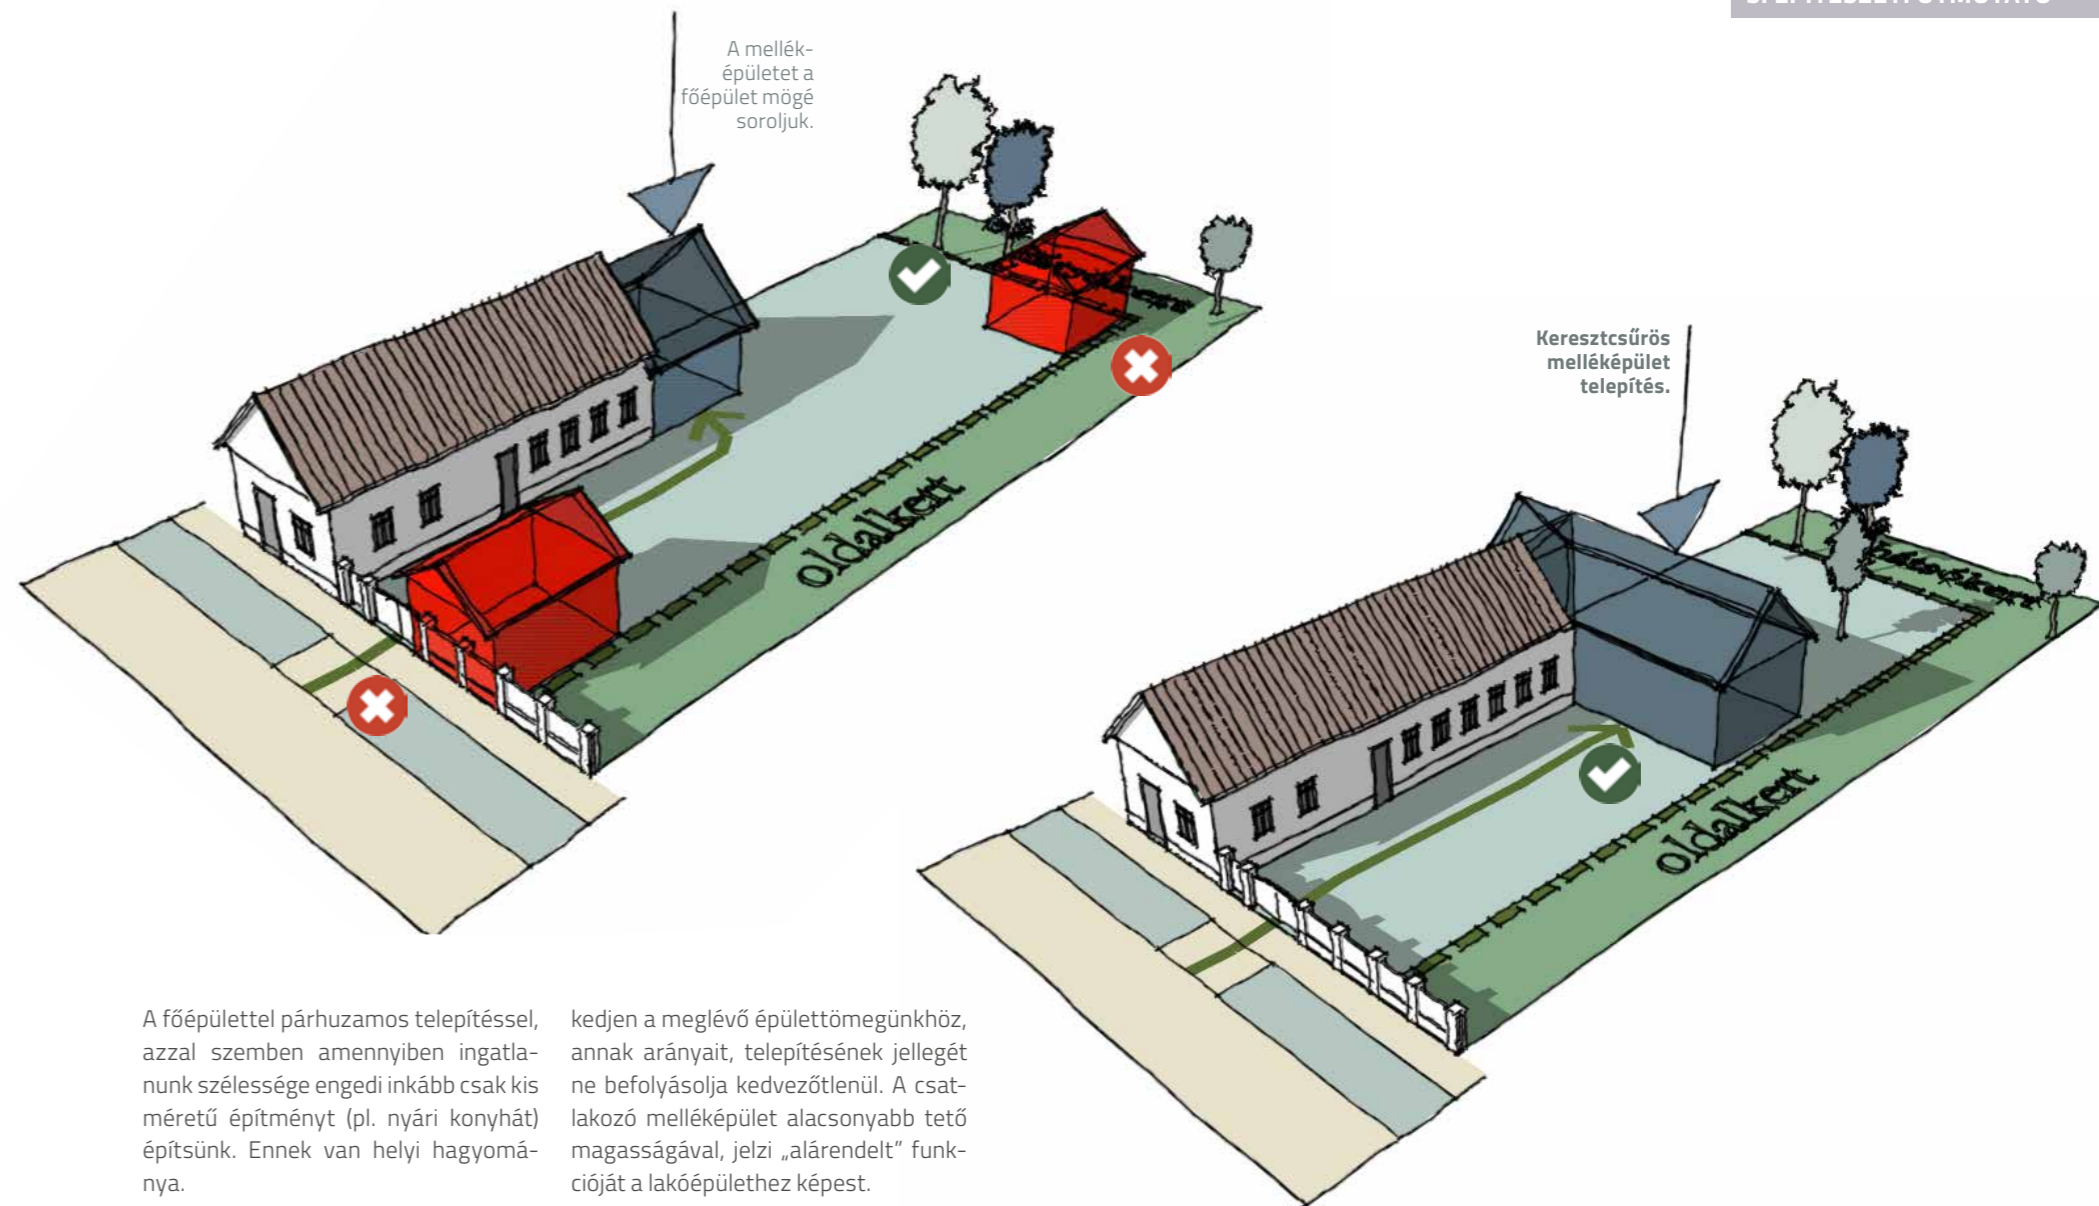 A mellék-
épületet a
főépület mögé
soroljuk.
oldalkert
Keresztcsűrös
melléképület
telepítés.
oldalkert
A főépülettel párhuzamos telepítéssel,
azzal szemben amennyiben ingatla-
nunk szélessége engedi inkább csak kis
méretű építményt (pl. nyári konyhát)
építsünk. Ennek van helyi hagyomá-
nya.
kedjen a meglévő épülettömegünkhöz,
annak arányait, telepítésének jellegét
ne befolyásolja kedvezőtlenül. A csat-
lakozó melléképület alacsonyabb tető
magasságával, jelzi „alárendelt” funk-
cióját a lakóépülethez képest.